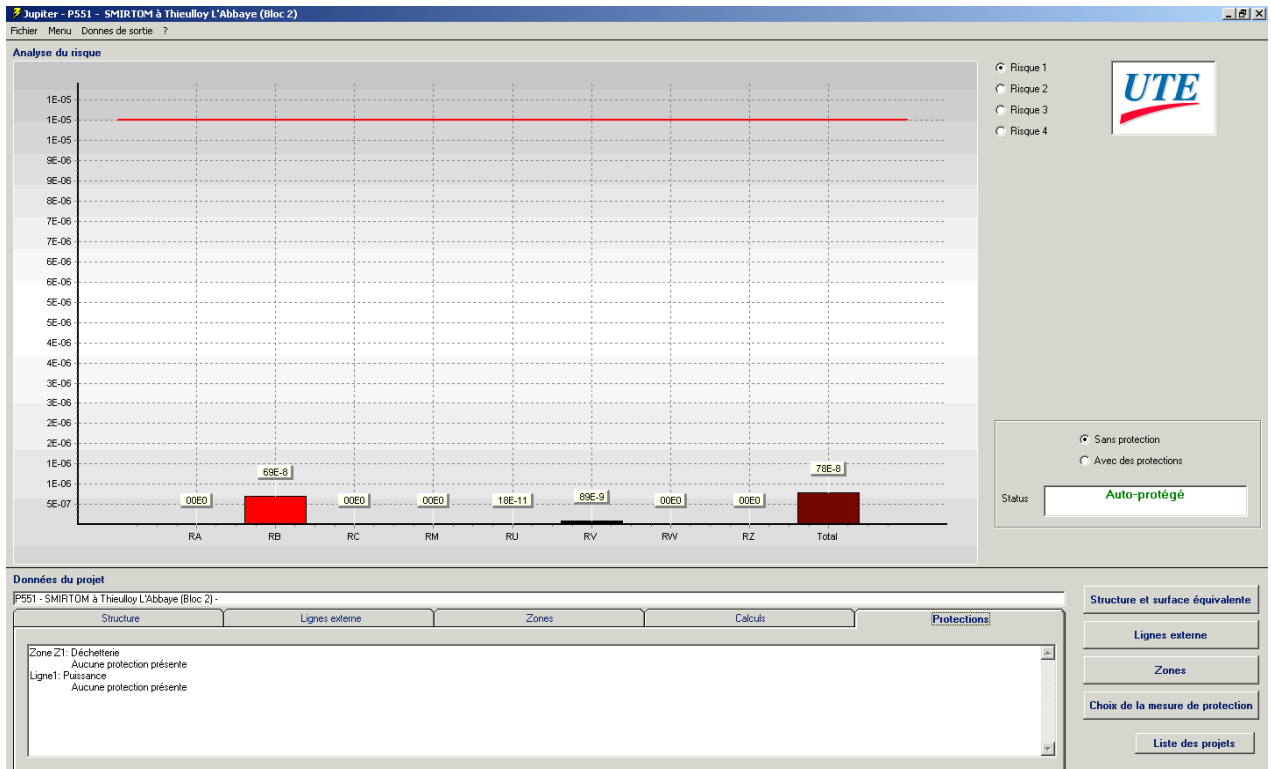 Jupiter - P551 - SMIRTOM à Thieulloy L'Abbaye (Bloc 2)
Fichier Menu Donnes de sortie ?
Analyse du risque
1E-05
1E-05
1E-05
9E-06
9E-06
8E-06
7E-06
7E-06
6E-06
6E-06
5E-06
5E-06
4E-06
4E-06
3E-06
3E-06
2E-06
2E-06
1E-06
1E-06
5E-07
00E0
69E-8
00E0
00E0
18E-11
89E-9
00E0
00E0
78E-8
RA RB RC RM RU RV RW RZ Total
Risque 1
Risque 2
Risque 3
Risque 4
UTE
Sans protection
Avec des protections
Status Auto-protégé
Données du projet
P551 - SMIRTOM à Thieulloy L'Abbaye (Bloc 2) -
Structure Lignes externe Zones Calculs Protections
Zone Z1: Déchetterie
Aucune protection présente
Ligne1: Puissance
Aucune protection présente
Structure et surface équivalente
Lignes externe
Zones
Choix de la mesure de protection
Liste des projets